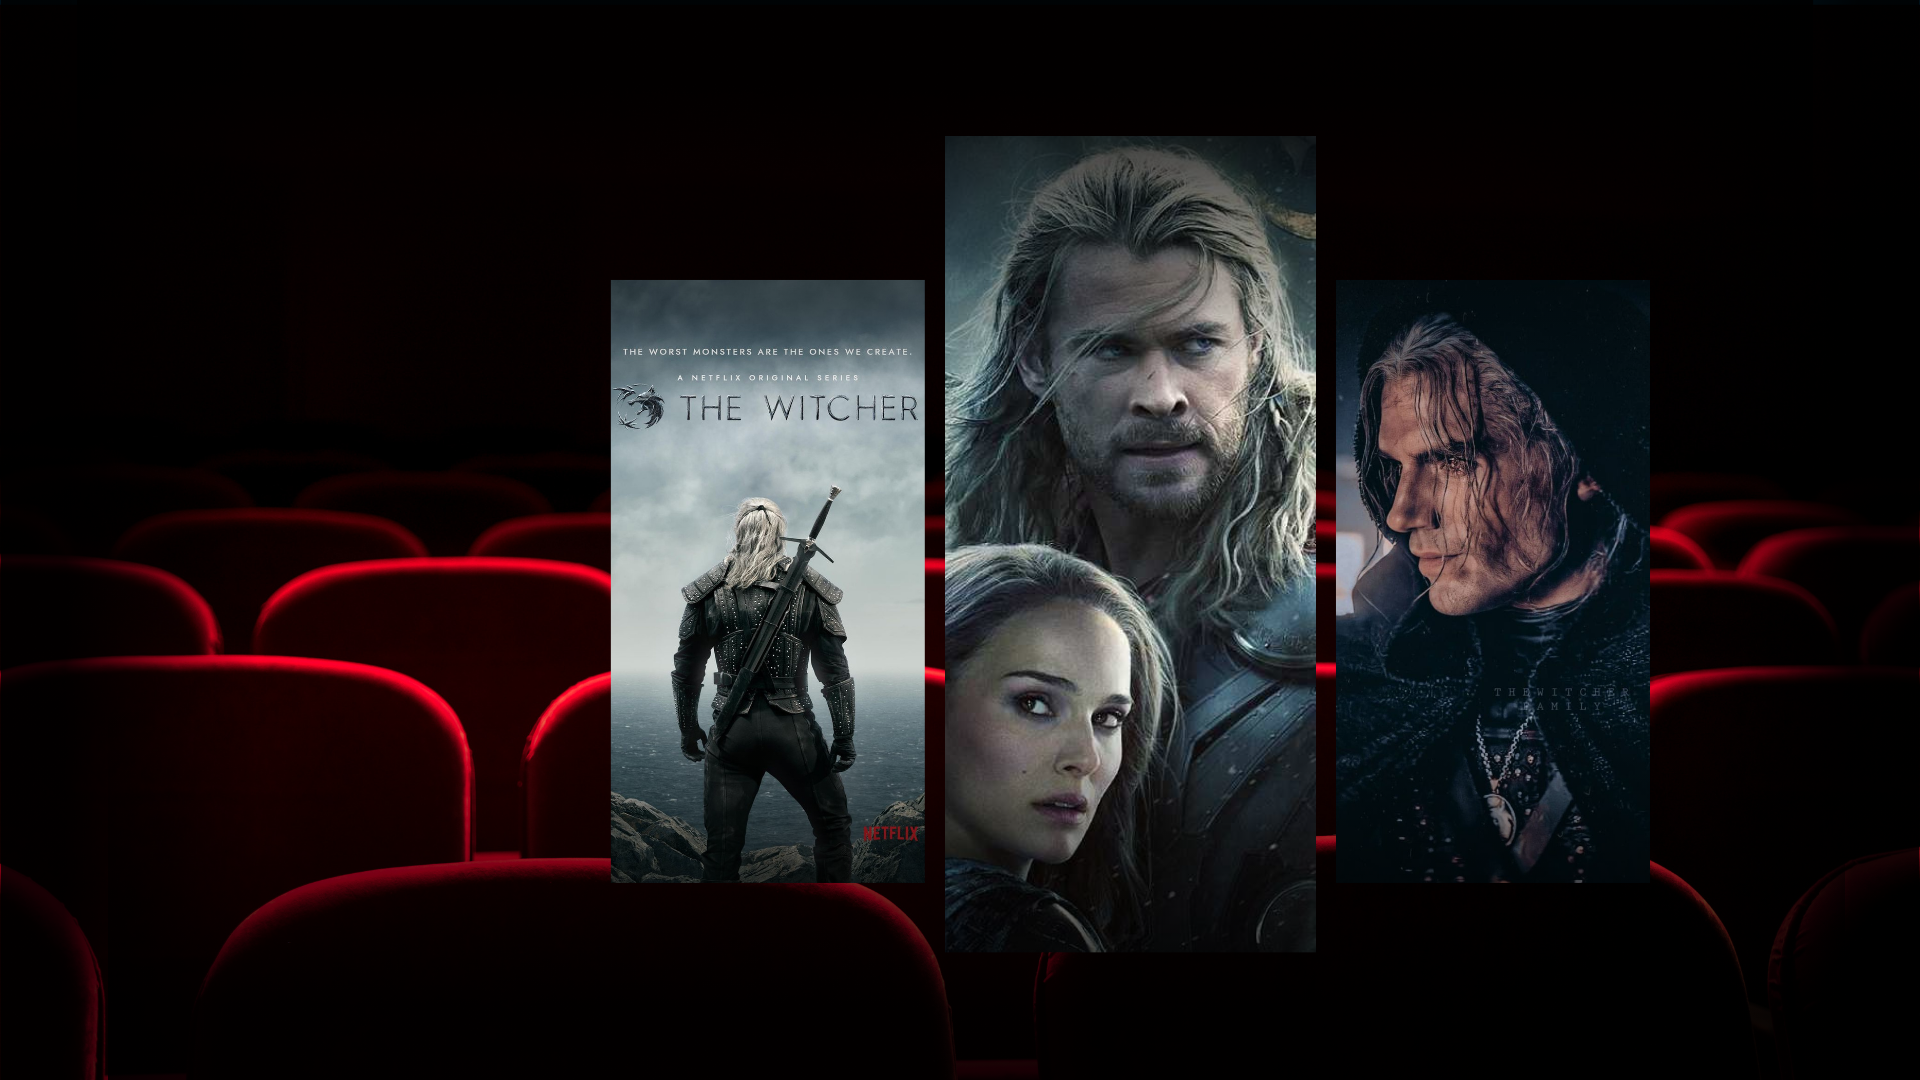 THE WORST MONSTERS ARE THE ONES WE CREATE.
A NETFLIX ORIGINAL SERIES
THE WITCHER
NETFLIX
THEWITCHER
FAMILY